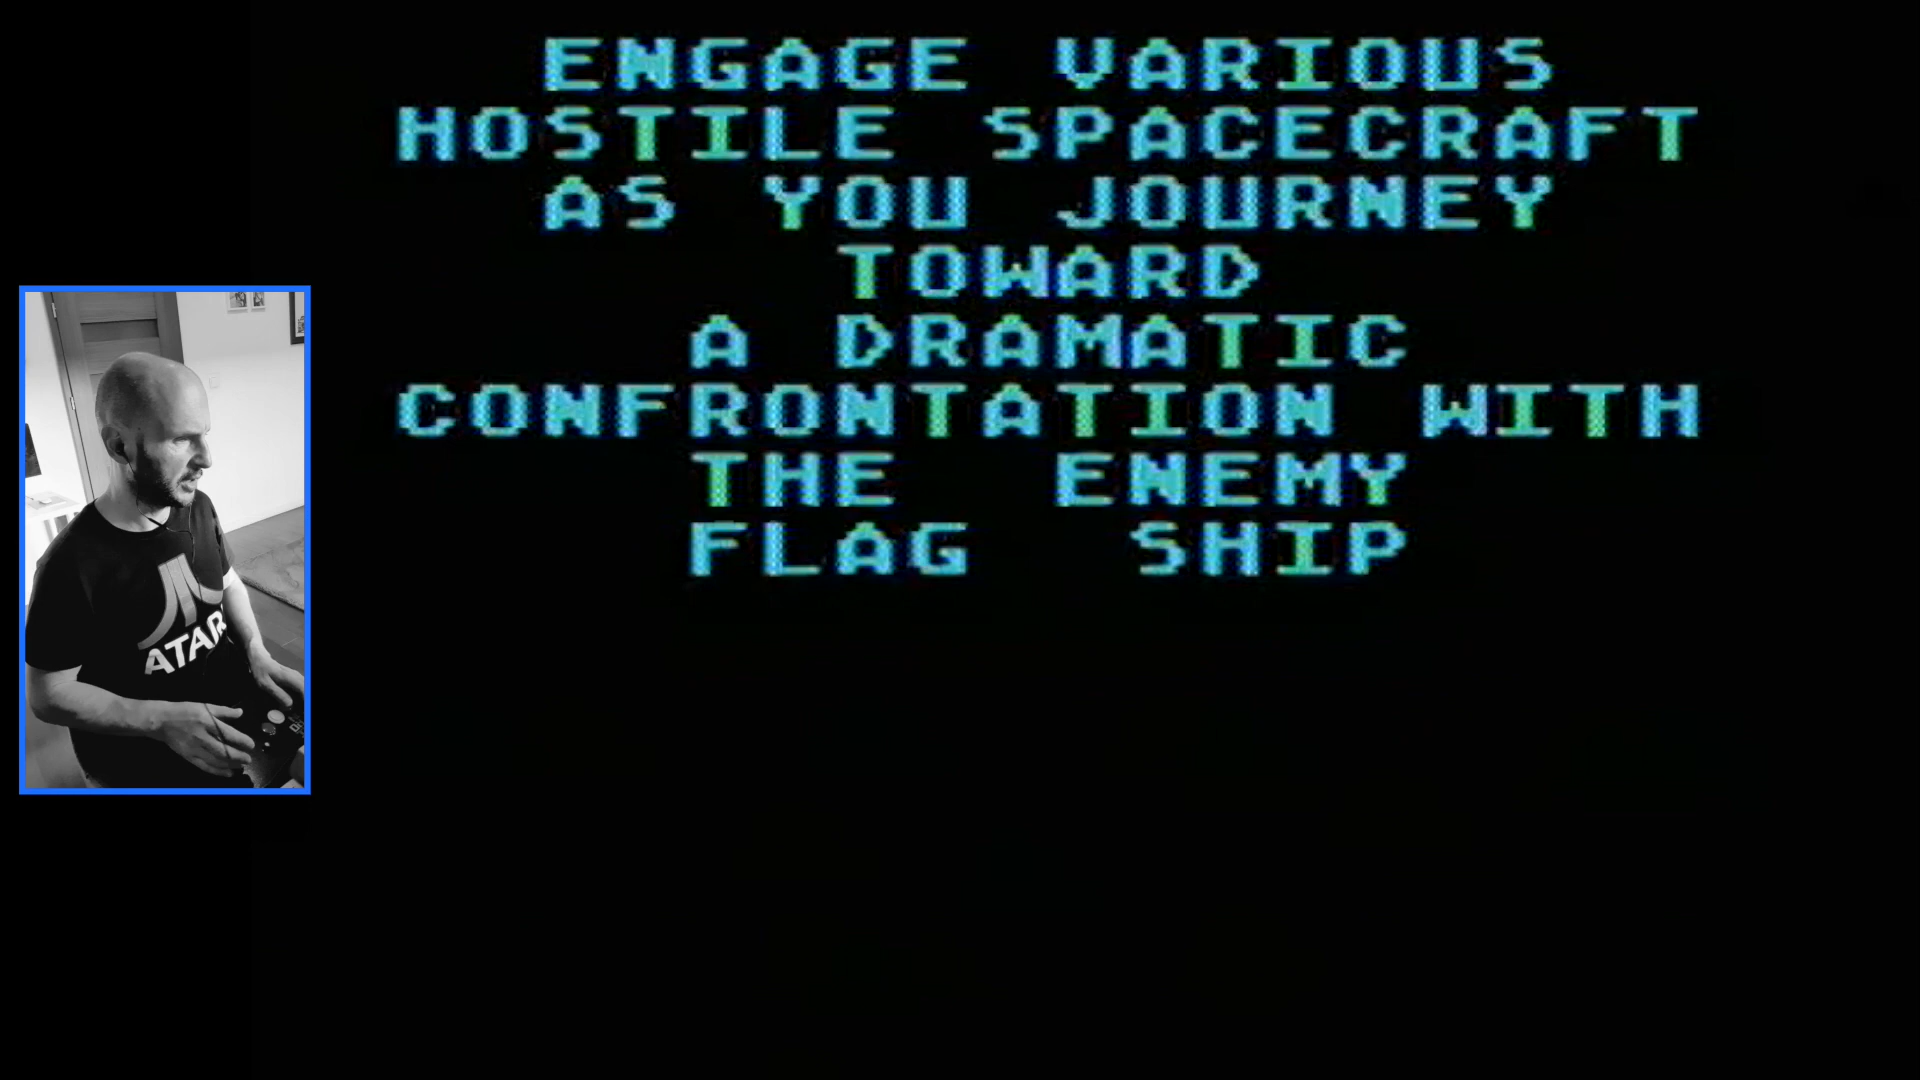 ENGAGE VARIOUS
HOSTILE SPACECRAFT
AS YOU JOURNEY
TOWARD
A DRAMATIC
CONFRONTATION WITH
THE ENEMY
FLAG SHIP
ATARI